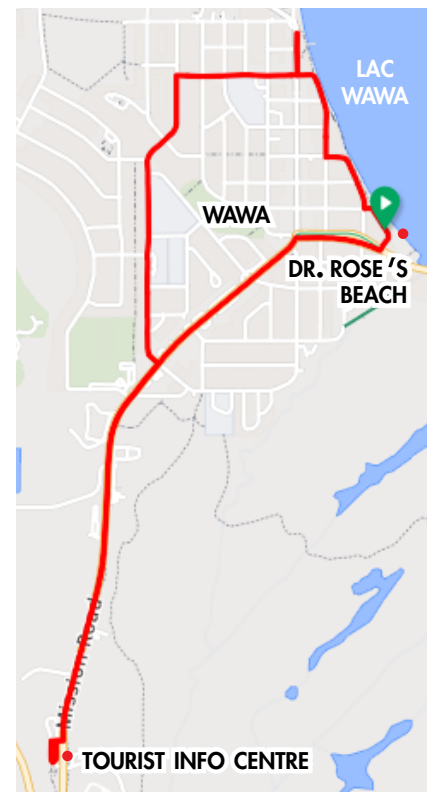 LAC
WAWA
WAWA
DR. ROSE'S
BEACH
Mission Road
TOURIST INFO CENTRE